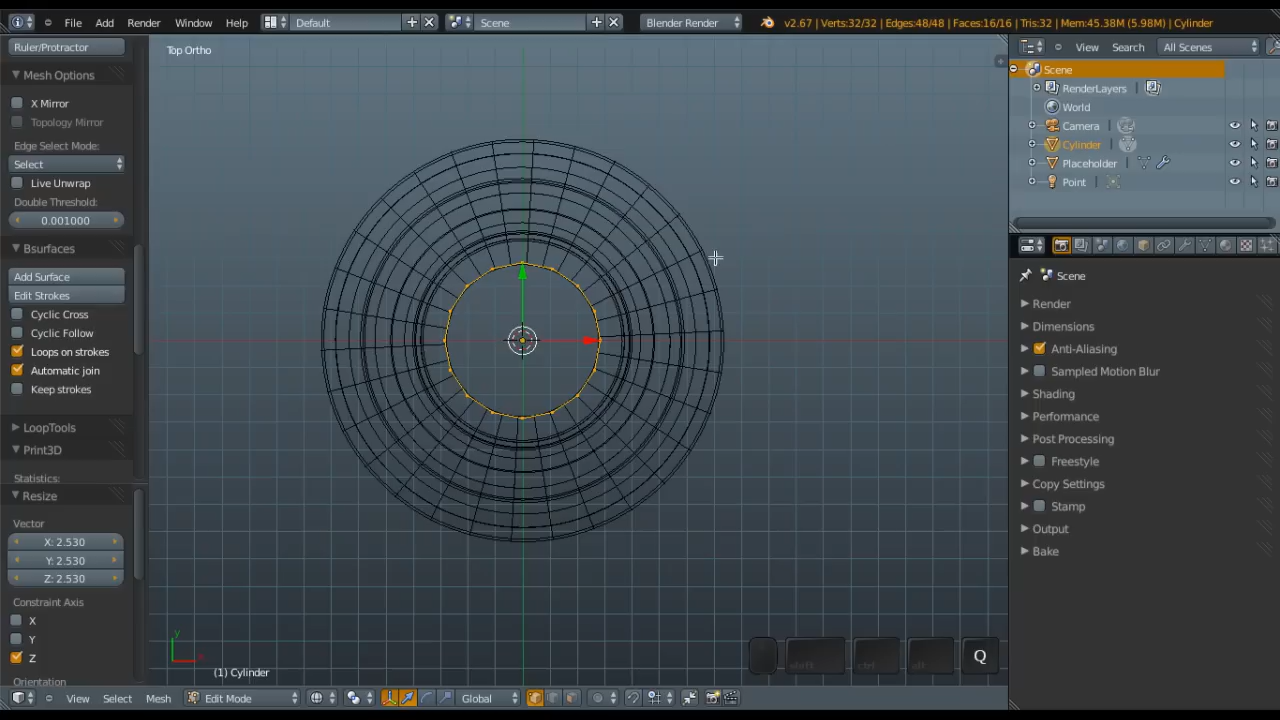 File Add Render Window Help Default Scene Blender Render v2.67 | Verts:32/32 | Edges:48/48 | Faces:16/16 | Tris:32 | Mem:45.38M (5.98M) | Cylinder
Ruler/Protractor
Mesh Options
X Mirror
Topology Mirror
Edge Select Mode:
Select
Live Unwrap
Double Threshold:
0.001000
Bsurfaces
Add Surface
Edit Strokes
Cyclic Cross
Cyclic Follow
Loops on strokes
Automatic join
Keep strokes
LoopTools
Print3D
Statistics:
Resize
Vector
X: 2.530
Y: 2.530
Z: 2.530
Constraint Axis
X
Y
Z
Orientation
Top Ortho
y
x
(1) Cylinder
shift ctrl alt Q
View Select Mesh Edit Mode Global
View Search All Scenes
Scene
RenderLayers |
World
Camera |
Cylinder |
Placeholder |
Point |
Scene
Render
Dimensions
Anti-Aliasing
Sampled Motion Blur
Shading
Performance
Post Processing
Freestyle
Copy Settings
Stamp
Output
Bake